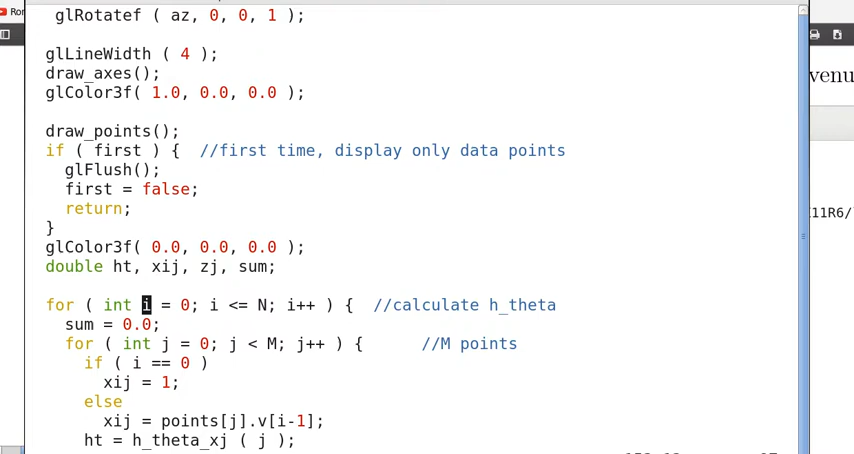 Ror
glRotatef ( az, 0, 0, 1 );
glLineWidth ( 4 );
draw_axes();
glColor3f( 1.0, 0.0, 0.0 );
draw_points();
if ( first ) { //first time, display only data points
glFlush();
first = false;
return;
}
glColor3f( 0.0, 0.0, 0.0 );
double ht, xij, zj, sum;
for ( int i = 0; i <= N; i++ ) { //calculate h_theta
sum = 0.0;
for ( int j = 0; j < M; j++ ) { //M points
if ( i == 0 )
xij = 1;
else
xij = points[j].v[i-1];
ht = h_theta_xj ( j );
venu
11R6/